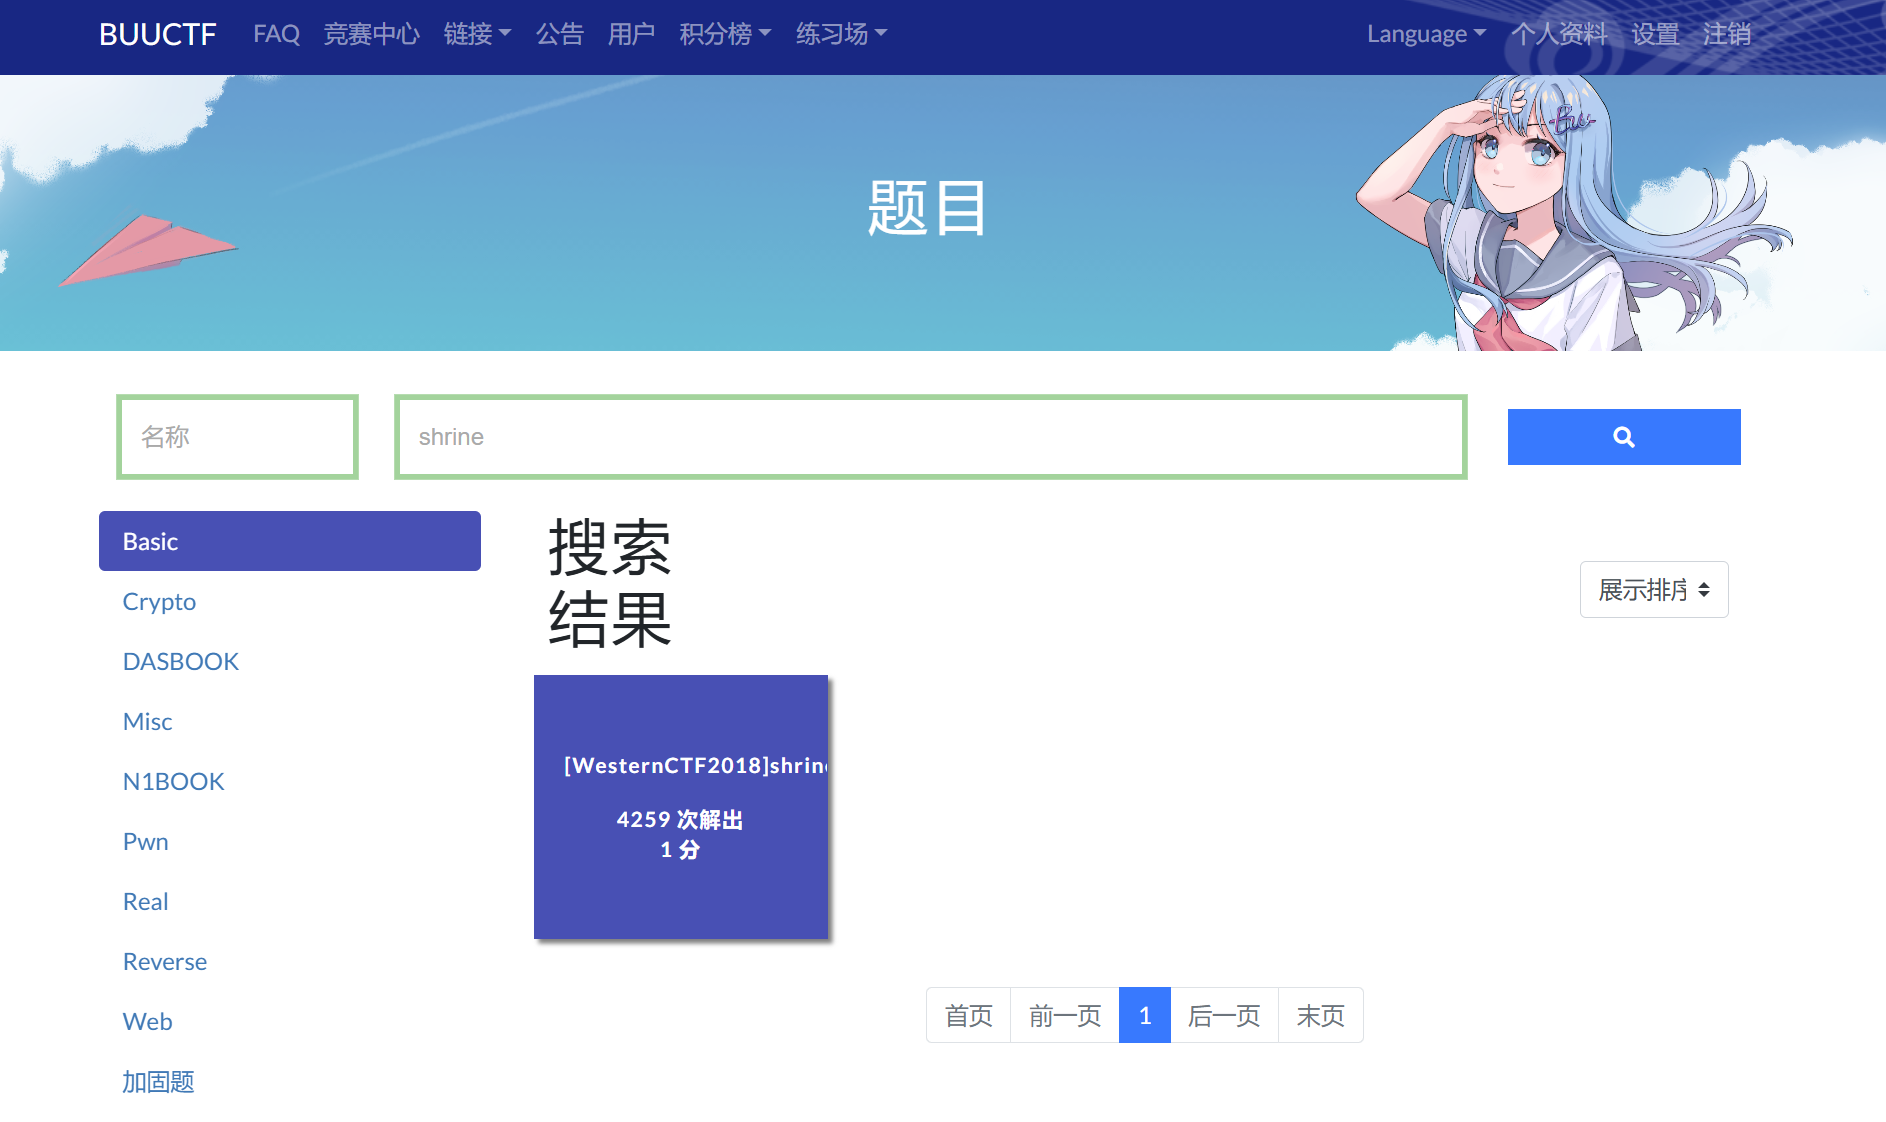 BUUCTF FAQ 竞赛中心 链接 公告 用户 积分榜 练习场 Language 个人资料 设置 注销
Bu
题目
名称 shrine
Basic
Crypto
DASBOOK
Misc
N1BOOK
Pwn
Real
Reverse
Web
加固题
搜索
结果
展示排序
[WesternCTF2018]shrine
4259 次解出
1 分
首页 前一页 1 后一页 末页